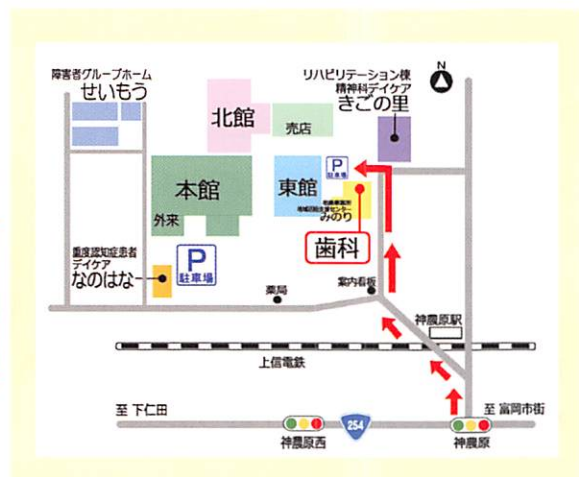 障害者グループホーム
せいもう
リハビリテーション棟
精神科デイケア
きごの里
N
北館
売店
P
駐車場
本館
東館
みのり
外来
歯科
重度認知症患者
デイケア
なのはな
P
駐車場
薬局
案内看板
神農原駅
上信電鉄
至 下仁田
254
至 富岡市街
神農原西
神農原